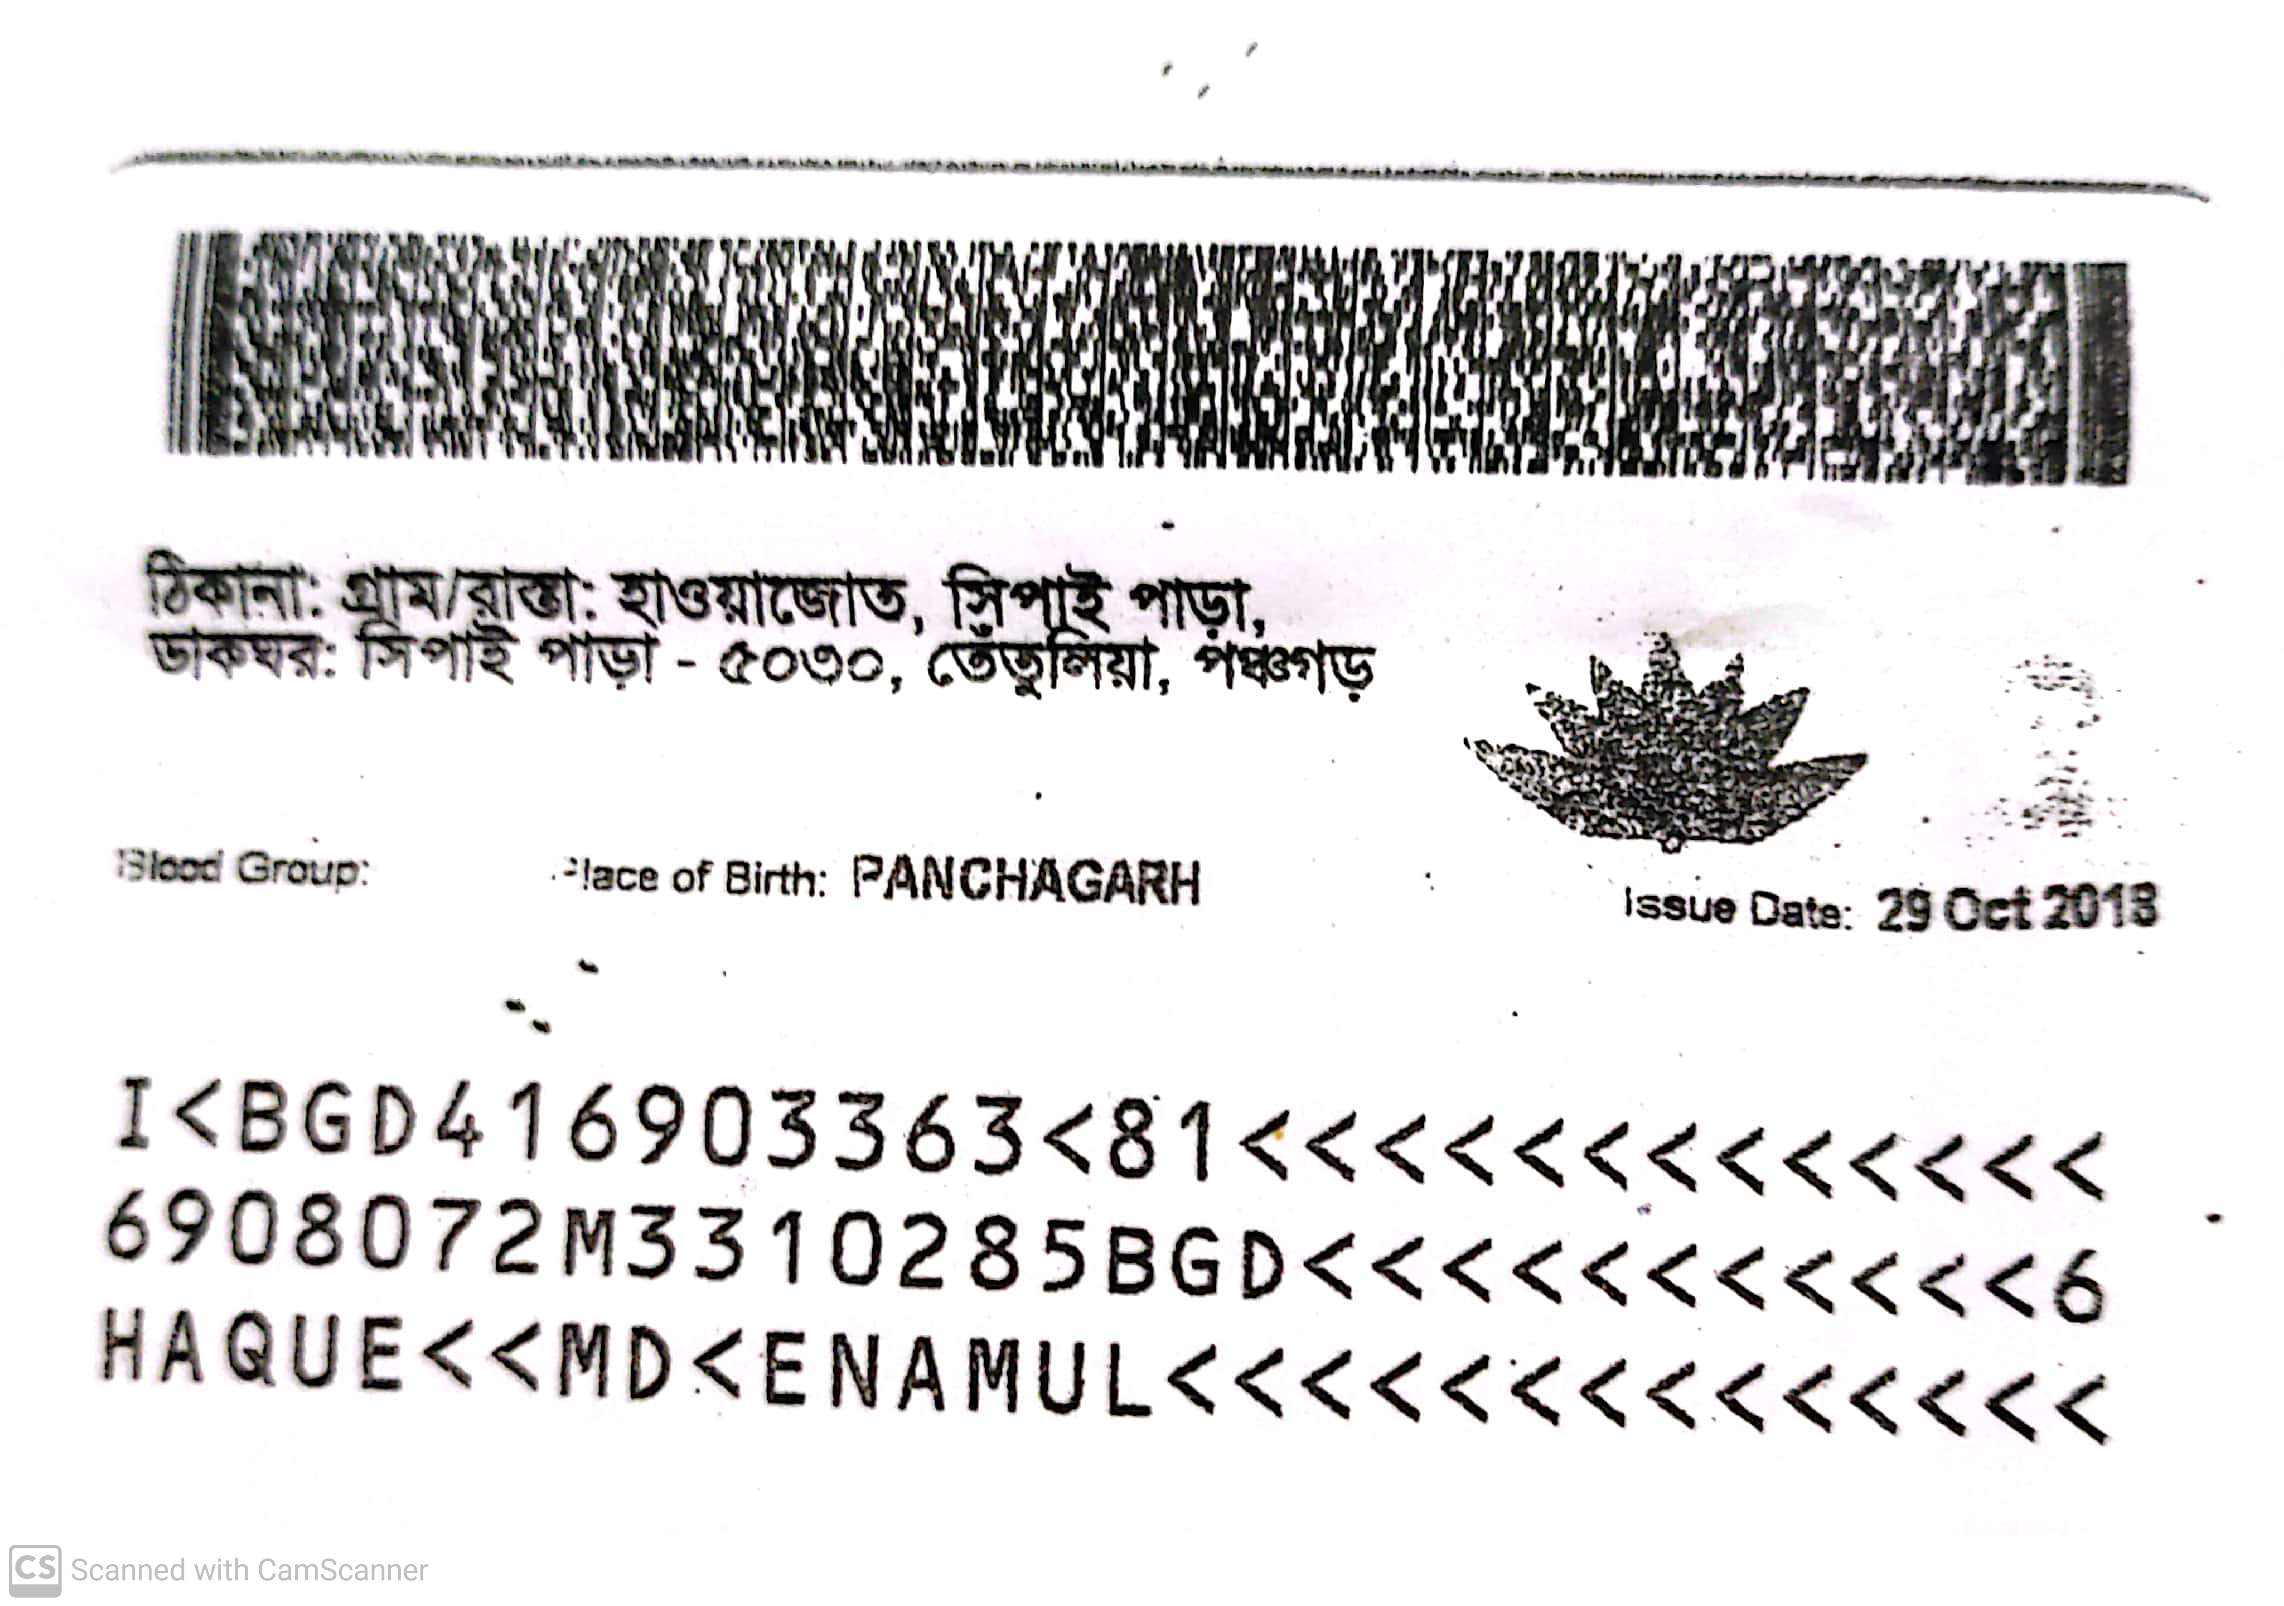 ঠিকানা: গ্রাম/রাস্তা: হাওয়াজোত, সিপাই পাড়া,
ডাকঘর: সিপাই পাড়া - ৫০৩০, তেঁতুলিয়া, পঞ্চগড়
Blood Group: Place of Birth: PANCHAGARH Issue Date: 29 Oct 2018
I<BGD416903363<81<<<<<<<<<<<<<
6908072M3310285BGD<<<<<<<<<<<6
HAQUE<<MD<ENAMUL<<<<<<<<<<<<<<
CS Scanned with CamScanner